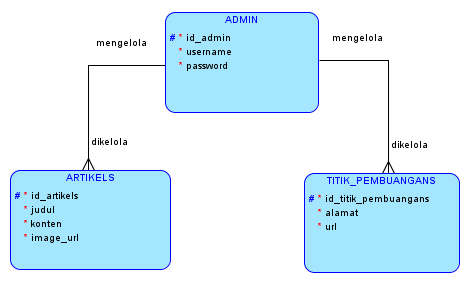 ADMIN
# * id_admin
* username
* password
mengelola
mengelola
dikelola
dikelola
ARTIKELS
# * id_artikels
* judul
* konten
* image_url
TITIK_PEMBUANGANS
# * id_titik_pembuangans
* alamat
* url